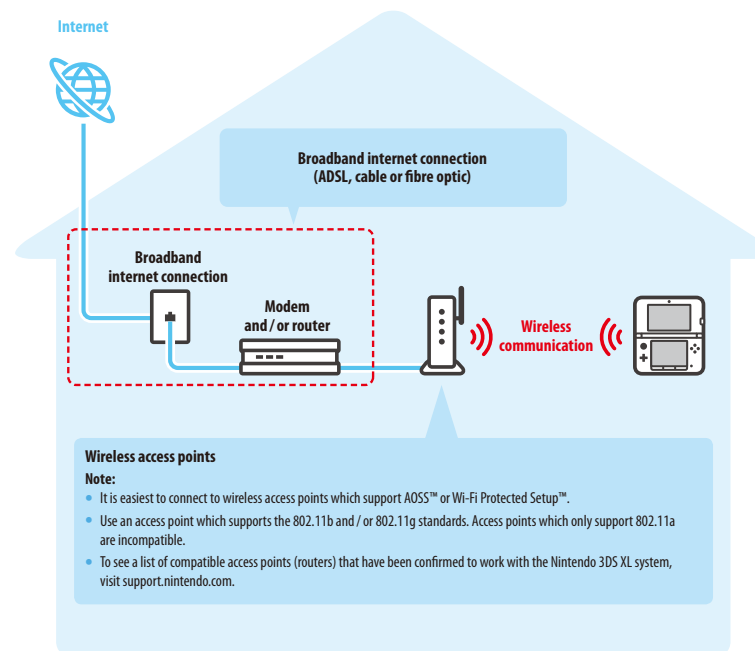 Internet
Broadband internet connection
(ADSL, cable or fibre optic)
Broadband
internet connection
Modem
and / or router
Wireless
communication
Wireless access points
Note:
• It is easiest to connect to wireless access points which support AOSS™ or Wi-Fi Protected Setup™.
• Use an access point which supports the 802.11b and / or 802.11g standards. Access points which only support 802.11a
are incompatible.
• To see a list of compatible access points (routers) that have been confirmed to work with the Nintendo 3DS XL system,
visit support.nintendo.com.